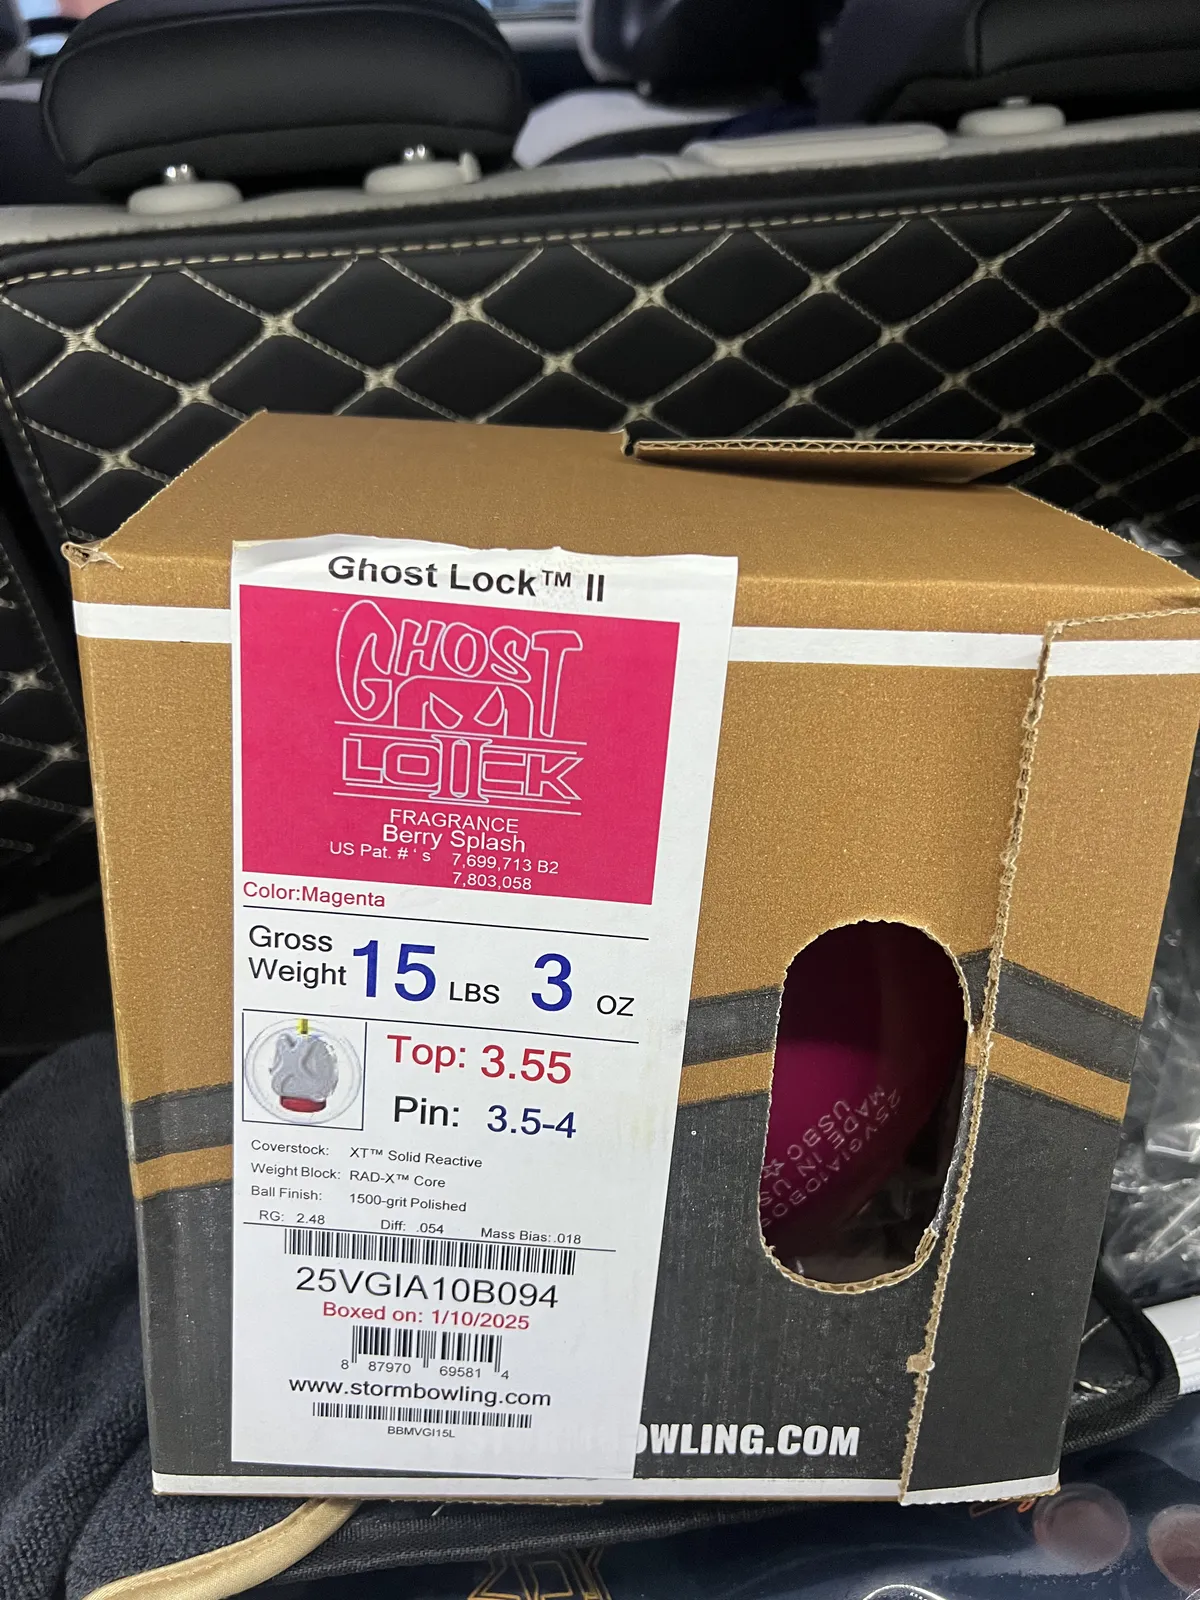 Ghost Lock™ II
GHOST
LOIICK
FRAGRANCE
Berry Splash
US Pat. # ' s 7,699,713 B2
7,803,058
Color:Magenta
Gross
Weight 15 LBS 3 OZ
Top: 3.55
Pin: 3.5-4
Coverstock: XT™ Solid Reactive
Weight Block: RAD-X™ Core
Ball Finish: 1500-grit Polished
RG: 2.48 Diff: .054 Mass Bias:.018
25VGIA10B094
Boxed on: 1/10/2025
8 87970 69581 4
www.stormbowling.com
BBMVGI15L
OWLING.COM
25VGIA10B0
MADE IN US
USBC